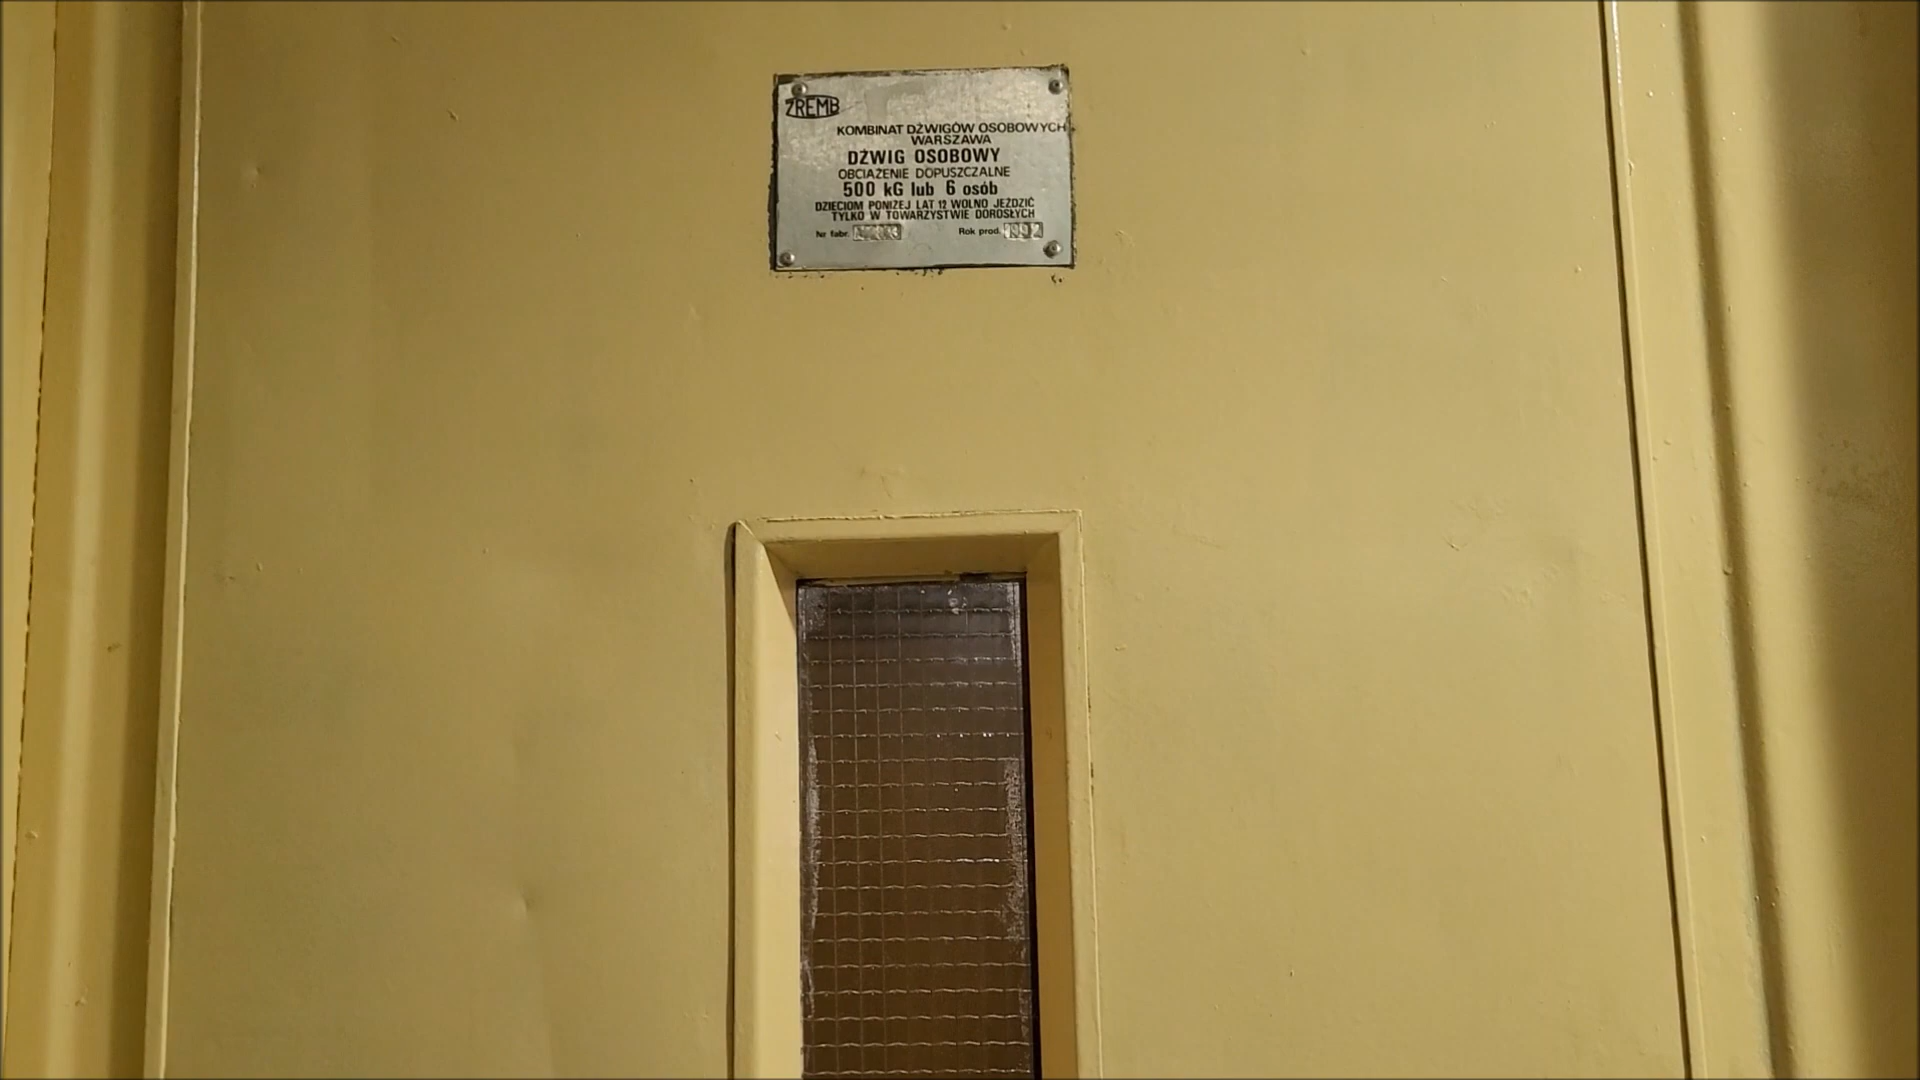 ZREMB
KOMBINAT DŹWIGÓW OSOBOWYCH
WARSZAWA
DŹWIG OSOBOWY
OBCIĄŻENIE DOPUSZCZALNE
500 kG lub 6 osób
DZIECIOM PONIŻEJ LAT 12 WOLNO JEŹDZIĆ
TYLKO W TOWARZYSTWIE DOROSŁYCH
Nr fabr. Rok prod. 1992